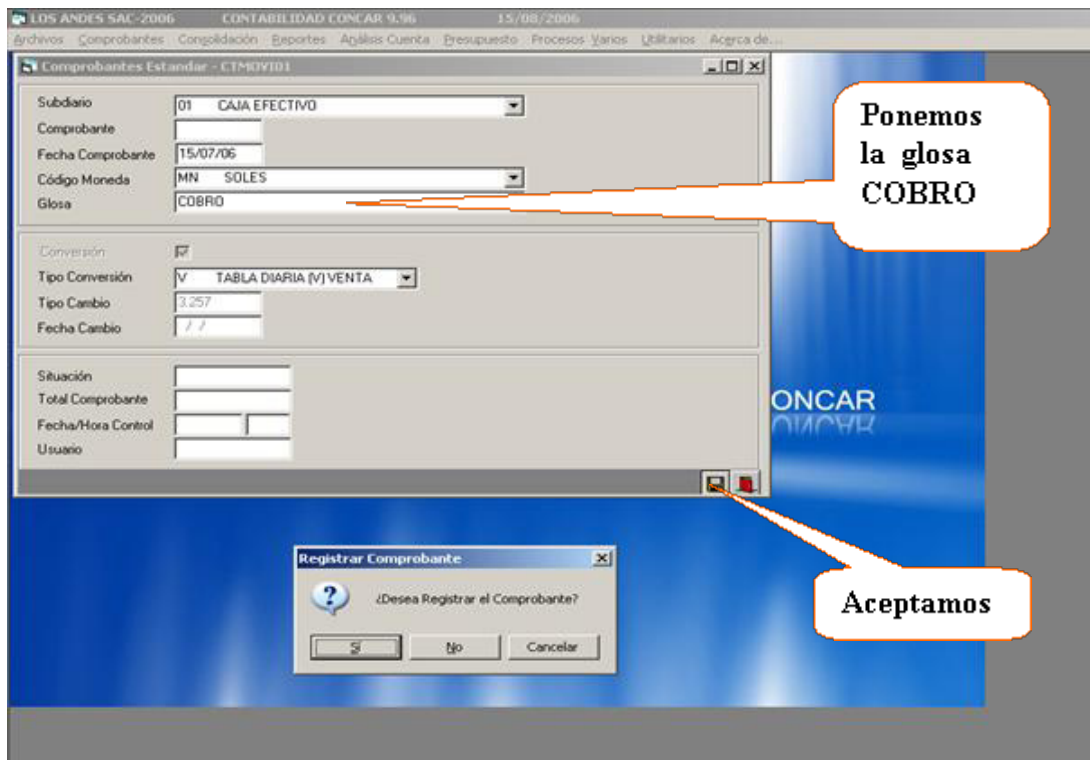 LOS ANDES SAC-2006 CONTABILIDAD CONCAR 9.96 15/08/2006
Archivos Comprobantes Consolidación Reportes Análisis Cuenta Presupuesto Procesos Varios Utilitarios Acerca de...
Comprobantes Estandar - CTMOVI01
Subdiario 01 CAJA EFECTIVO
Comprobante
Fecha Comprobante 15/07/06
Código Moneda MN SOLES
Glosa COBRO
Ponemos
la glosa
COBRO
Conversión
Tipo Conversión V TABLA DIARIA (V) VENTA
Tipo Cambio 3.257
Fecha Cambio / /
Situación
Total Comprobante
Fecha/Hora Control
Usuario
ONCAR
Registrar Comprobante
¿Desea Registrar el Comprobante?
Sí No Cancelar
Aceptamos